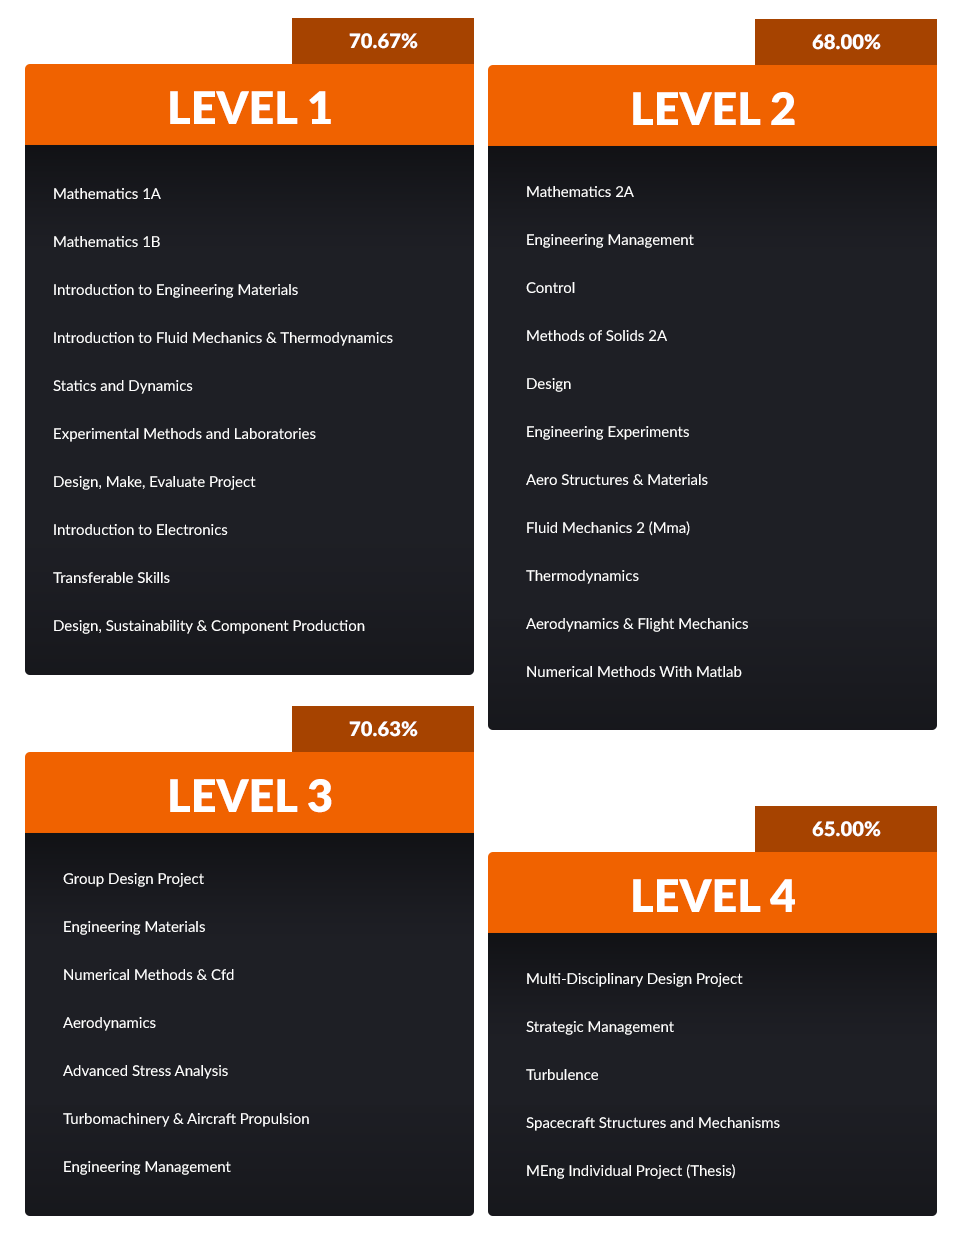 70.67%
LEVEL 1
Mathematics 1A
Mathematics 1B
Introduction to Engineering Materials
Introduction to Fluid Mechanics & Thermodynamics
Statics and Dynamics
Experimental Methods and Laboratories
Design, Make, Evaluate Project
Introduction to Electronics
Transferable Skills
Design, Sustainability & Component Production
68.00%
LEVEL 2
Mathematics 2A
Engineering Management
Control
Methods of Solids 2A
Design
Engineering Experiments
Aero Structures & Materials
Fluid Mechanics 2 (Mma)
Thermodynamics
Aerodynamics & Flight Mechanics
Numerical Methods With Matlab
70.63%
LEVEL 3
Group Design Project
Engineering Materials
Numerical Methods & Cfd
Aerodynamics
Advanced Stress Analysis
Turbomachinery & Aircraft Propulsion
Engineering Management
65.00%
LEVEL 4
Multi-Disciplinary Design Project
Strategic Management
Turbulence
Spacecraft Structures and Mechanisms
MEng Individual Project (Thesis)